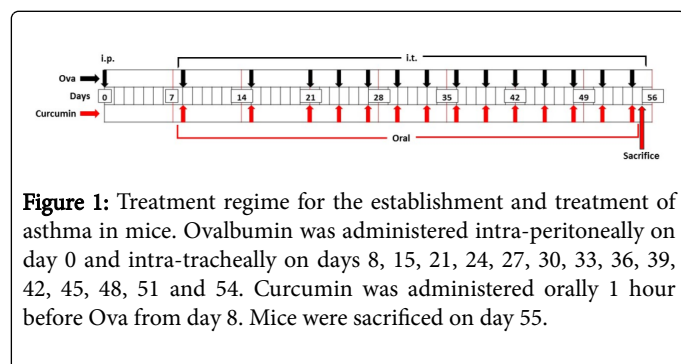 i.p. i.t.
Ova
Days 0 7 14 21 28 35 42 49 56
Curcumin
Oral
Sacrifice
Figure 1: Treatment regime for the establishment and treatment of
asthma in mice. Ovalbumin was administered intra-peritoneally on
day 0 and intra-tracheally on days 8, 15, 21, 24, 27, 30, 33, 36, 39,
42, 45, 48, 51 and 54. Curcumin was administered orally 1 hour
before Ova from day 8. Mice were sacrificed on day 55.